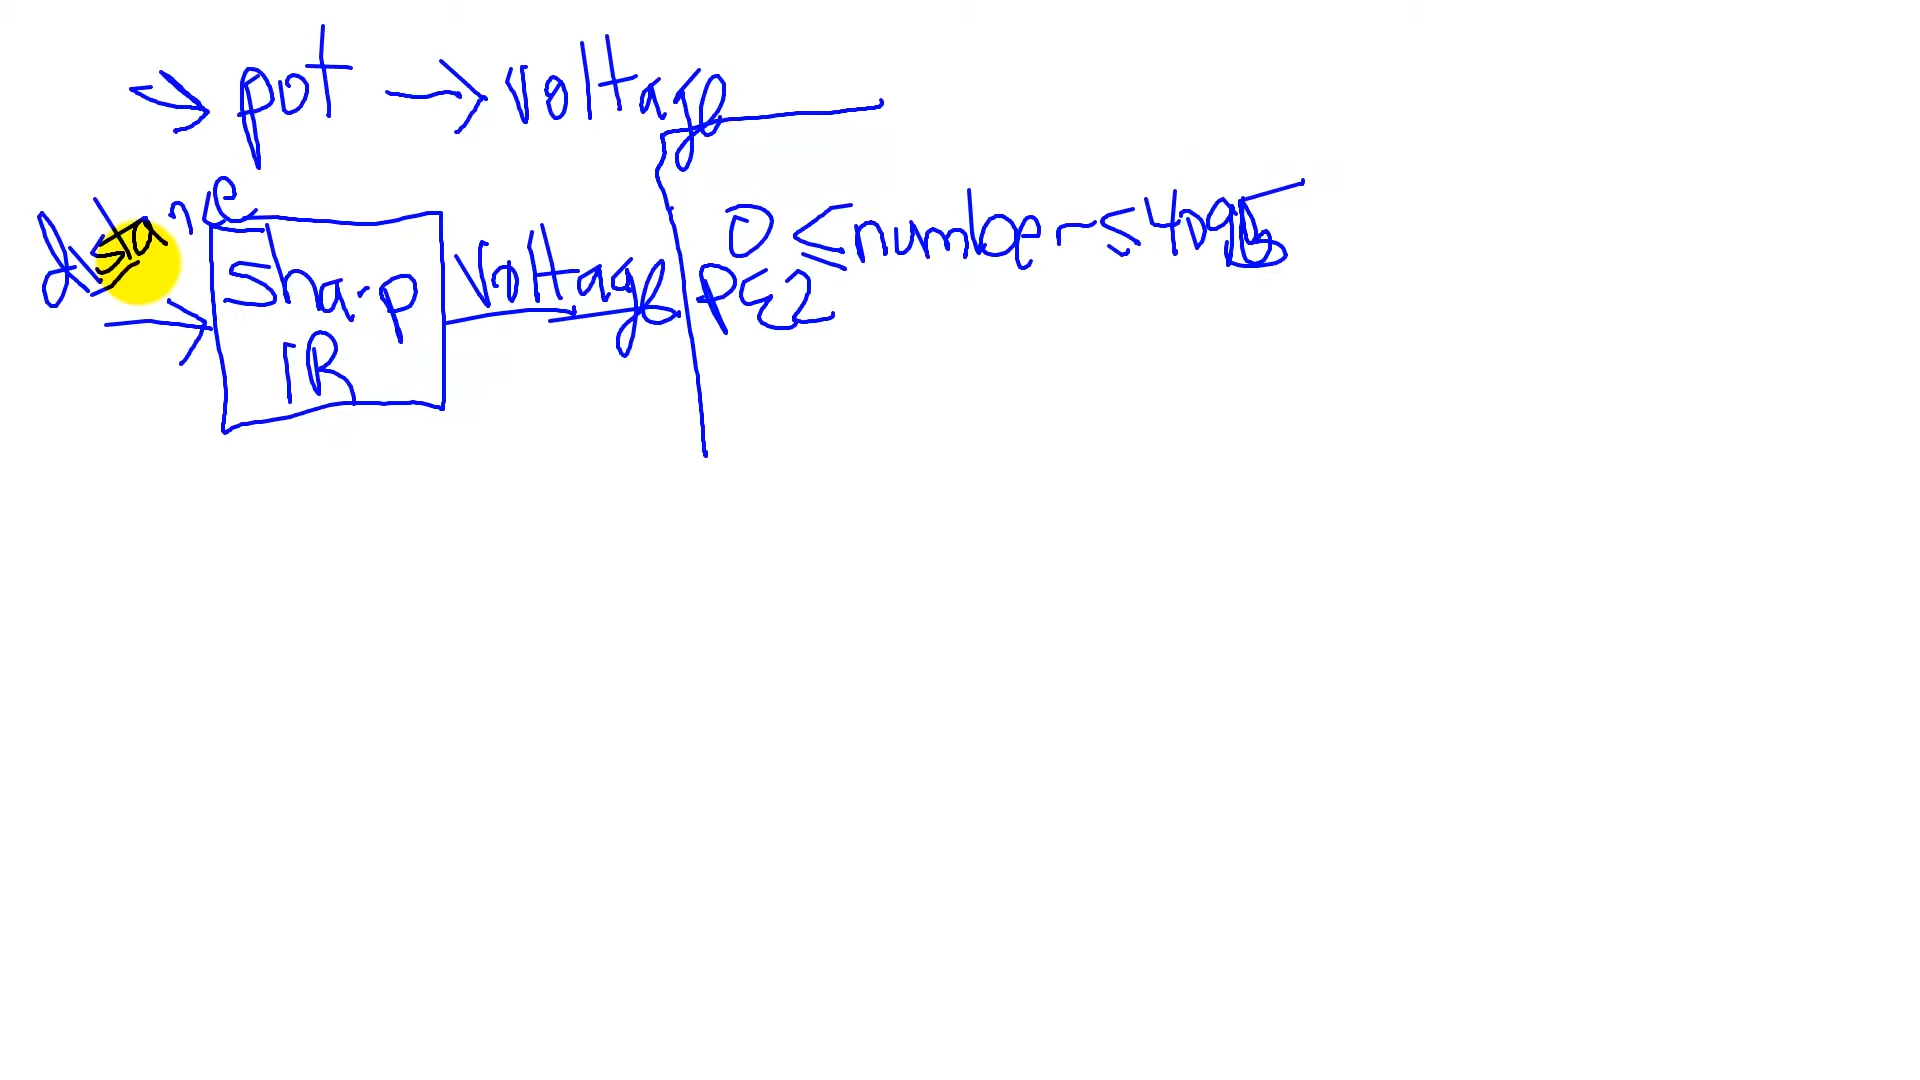 → pot → voltage
distance
0 ≤ number ≤ 4095
Sharp
IR
Voltage
PE2